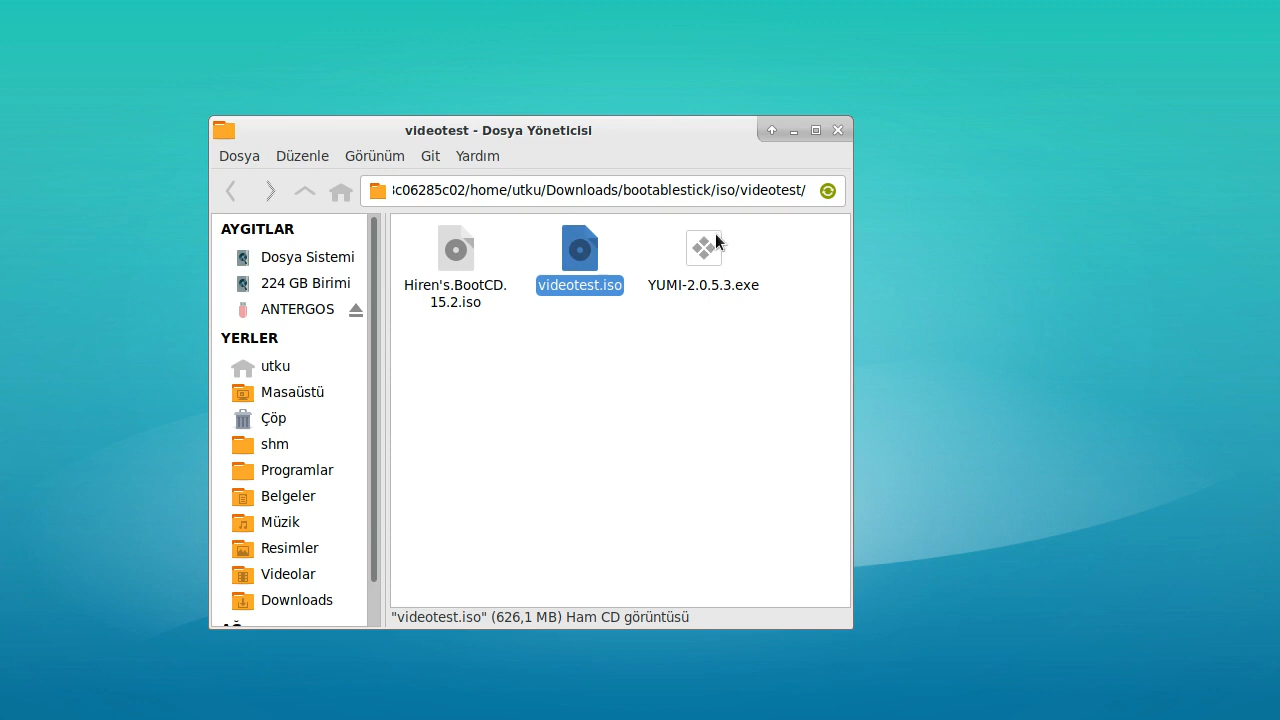 videotest - Dosya Yöneticisi
Dosya Düzenle Görünüm Git Yardım
3c06285c02/home/utku/Downloads/bootablestick/iso/videotest/
AYGITLAR
Dosya Sistemi
224 GB Birimi
ANTERGOS
YERLER
utku
Masaüstü
Çöp
shm
Programlar
Belgeler
Müzik
Resimler
Videolar
Downloads
Hiren's.BootCD.
15.2.iso
videotest.iso
YUMI-2.0.5.3.exe
"videotest.iso" (626,1 MB) Ham CD görüntüsü